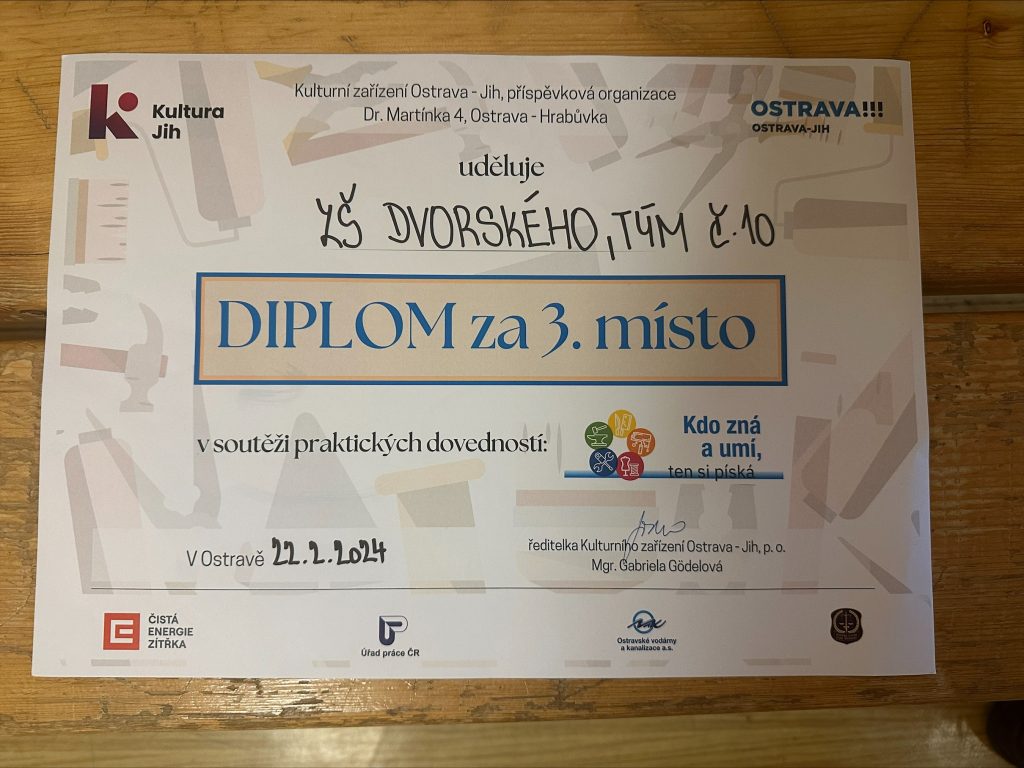 Kultura
Jih
Kulturní zařízení Ostrava - Jih, příspěvková organizace
Dr. Martínka 4, Ostrava - Hrabůvka
OSTRAVA!!!
OSTRAVA-JIH
uděluje
ZŠ DVORSKÉHO, TÝM Č.10
DIPLOM za 3. místo
v soutěži praktických dovedností:
Kdo zná
a umí,
ten si píská
V Ostravě 22.2.2024
ředitelka Kulturního zařízení Ostrava - Jih, p. o.
Mgr. Gabriela Gödelová
ČISTÁ
ENERGIE
ZÍTŘKA
Úřad práce ČR
Ostravské vodárny
a kanalizace a.s.